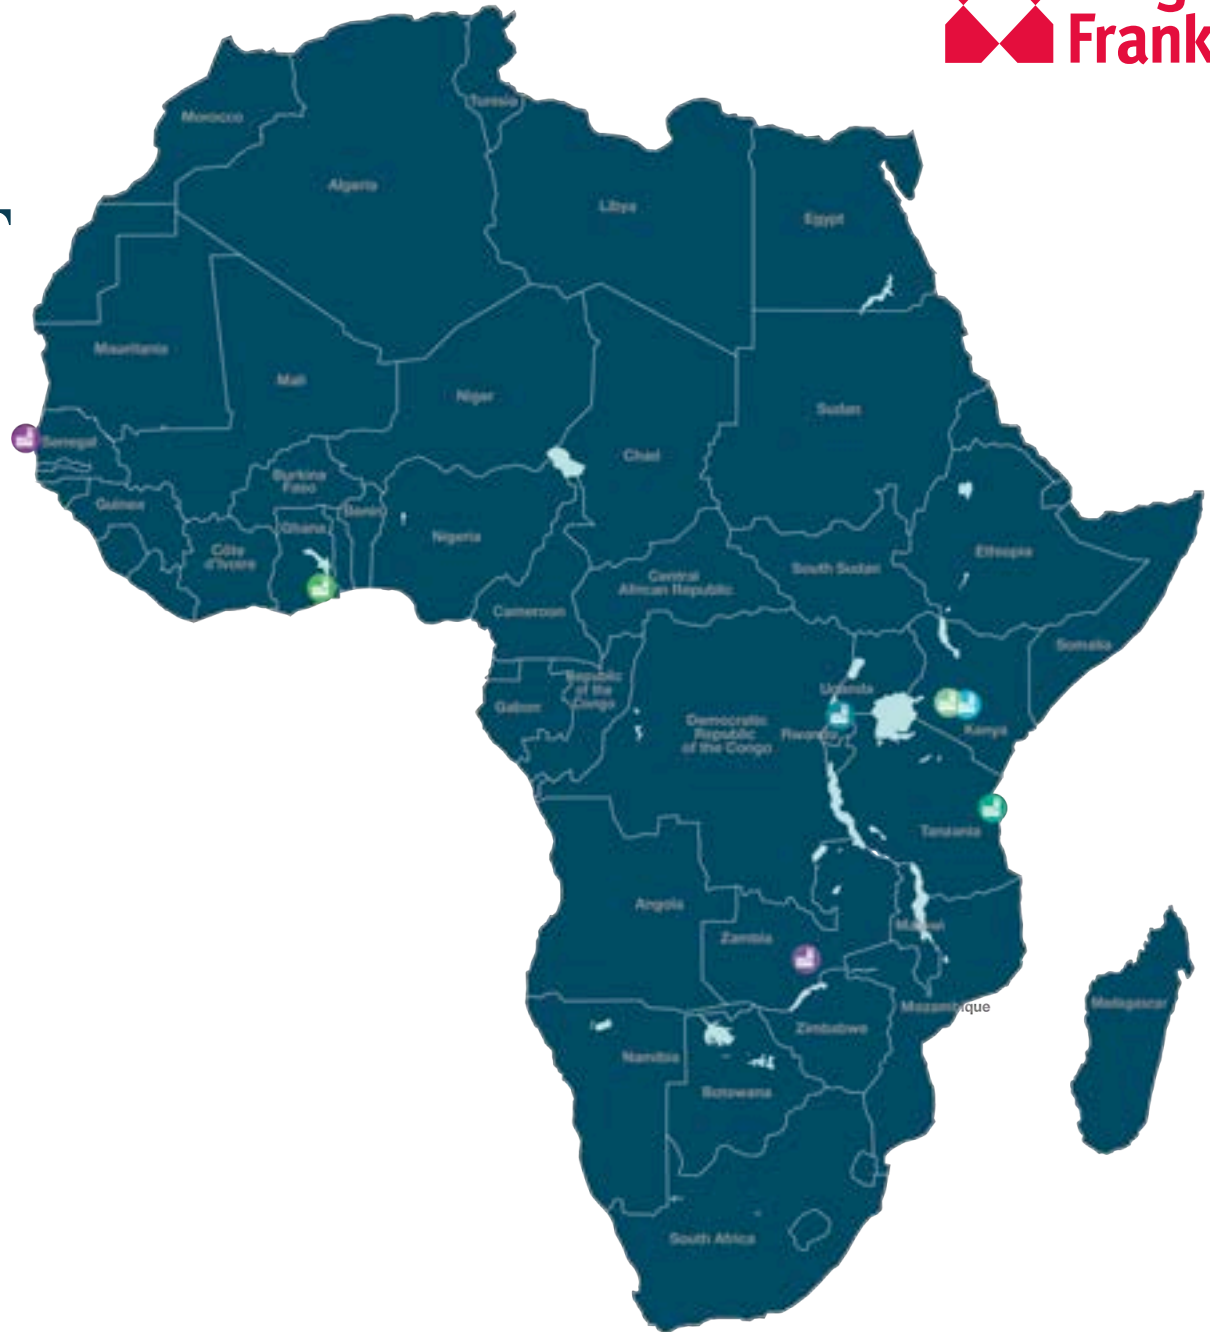 Frank
Tunisia
Morocco
Algeria
Libya
Egypt
Mauritania
Mali
Niger
Sudan
Senegal
Chad
Burkina
Faso
Guinea
Benin
Ghana
Nigeria
Côte
d'Ivoire
Ethiopia
South Sudan
Central
African Republic
Cameroon
Somalia
Republic
of the
Congo
Uganda
Gabon
Democratic
Republic
of the Congo
Rwanda
Kenya
Tanzania
Angola
Malawi
Zambia
Mozambique
Madagascar
Zimbabwe
Namibia
Botswana
South Africa